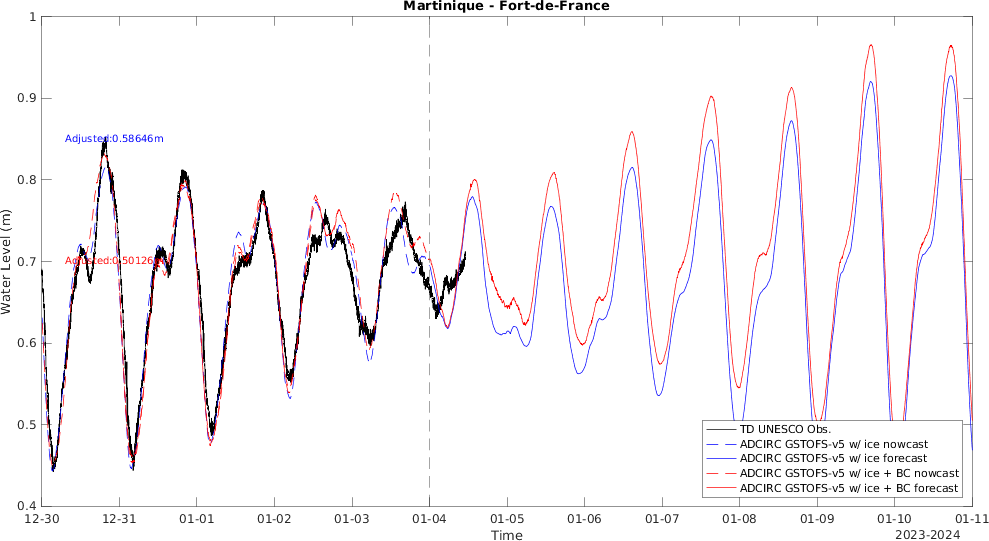 Martinique - Fort-de-France
1
0.9
0.8
0.7
0.6
0.5
0.4
Water Level (m)
Adjusted:0.58646m
Adjusted:0.50126m
TD UNESCO Obs.
ADCIRC GSTOFS-v5 w/ ice nowcast
ADCIRC GSTOFS-v5 w/ ice forecast
ADCIRC GSTOFS-v5 w/ ice + BC nowcast
ADCIRC GSTOFS-v5 w/ ice + BC forecast
12-30 12-31 01-01 01-02 01-03 01-04 01-05 01-06 01-07 01-08 01-09 01-10 01-11
Time
2023-2024